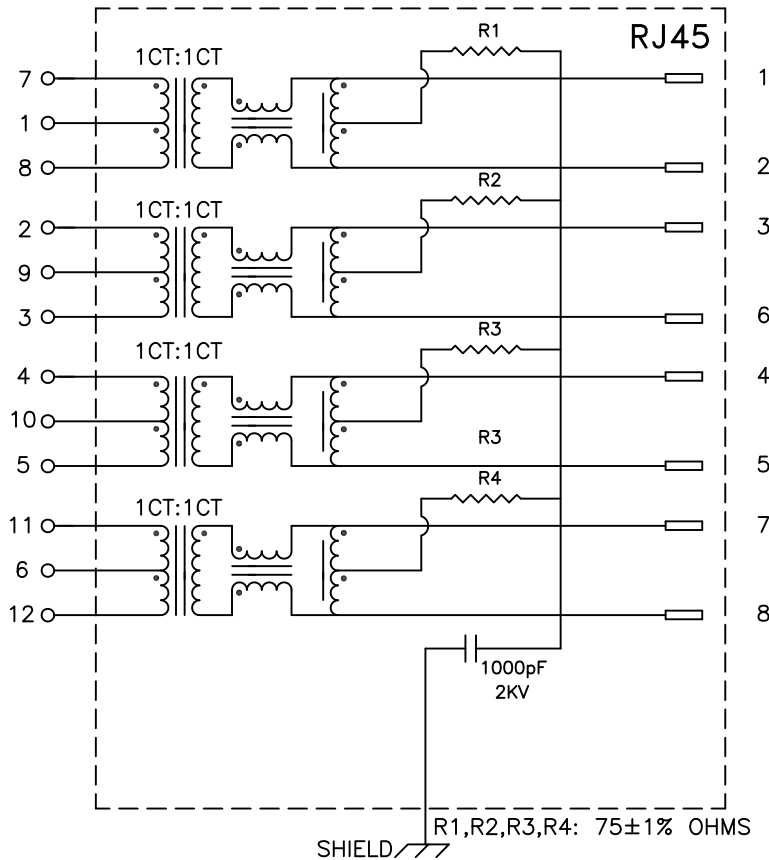 R1
RJ45
1CT:1CT
7
1
1
8
2
R2
1CT:1CT
2
3
9
3
6
R3
1CT:1CT
4
4
10
R3
5
5
R4
1CT:1CT
11
7
6
12
8
1000pF
2KV
R1,R2,R3,R4: 75±1% OHMS
SHIELD